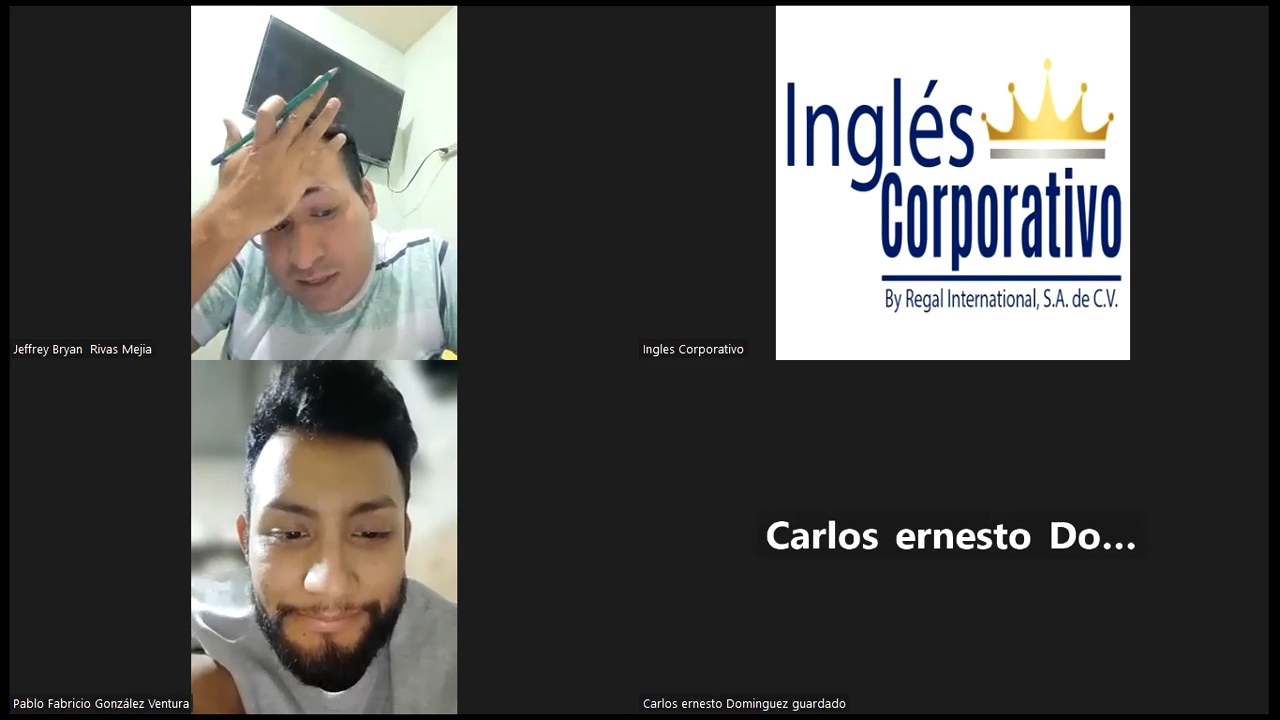 Inglés
Corporativo
By Regal International, S.A. de C.V.
Jeffrey Bryan  Rivas Mejia
Ingles Corporativo
Carlos ernesto Do...
Pablo Fabricio González Ventura
Carlos ernesto Dominguez guardado